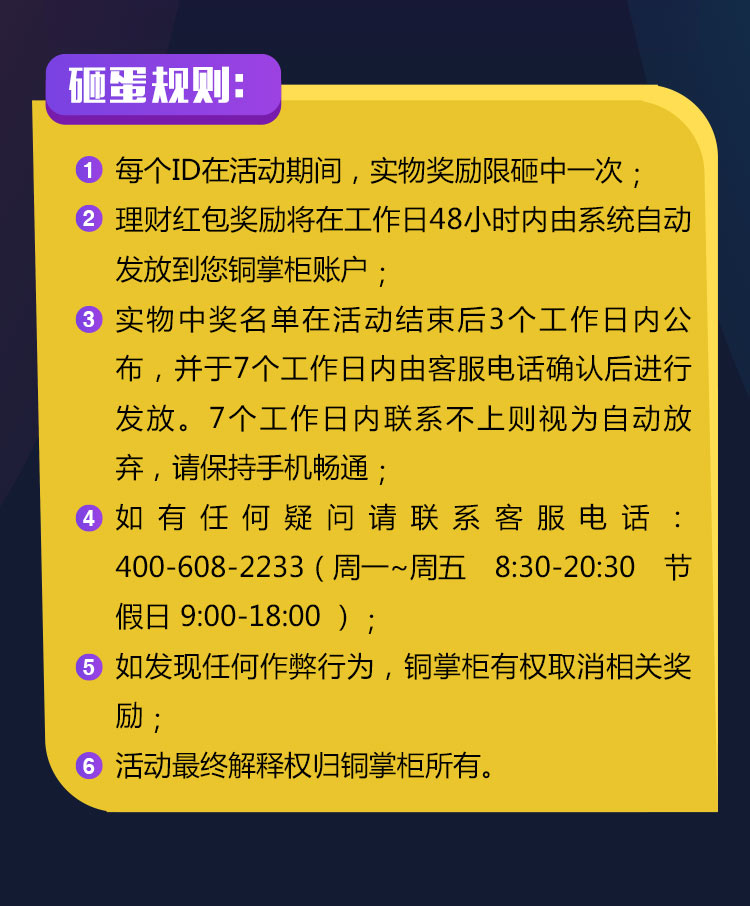 砸蛋规则:
1 每个ID在活动期间，实物奖励限砸中一次；
2 理财红包奖励将在工作日48小时内由系统自动
发放到您铜掌柜账户；
3 实物中奖名单在活动结束后3个工作日内公
布，并于7个工作日内由客服电话确认后进行
发放。7个工作日内联系不上则视为自动放
弃，请保持手机畅通；
4 如有任何疑问请联系客服电话：
400-608-2233（周一~周五 8:30-20:30 节
假日 9:00-18:00 ）；
5 如发现任何作弊行为，铜掌柜有权取消相关奖
励；
6 活动最终解释权归铜掌柜所有。